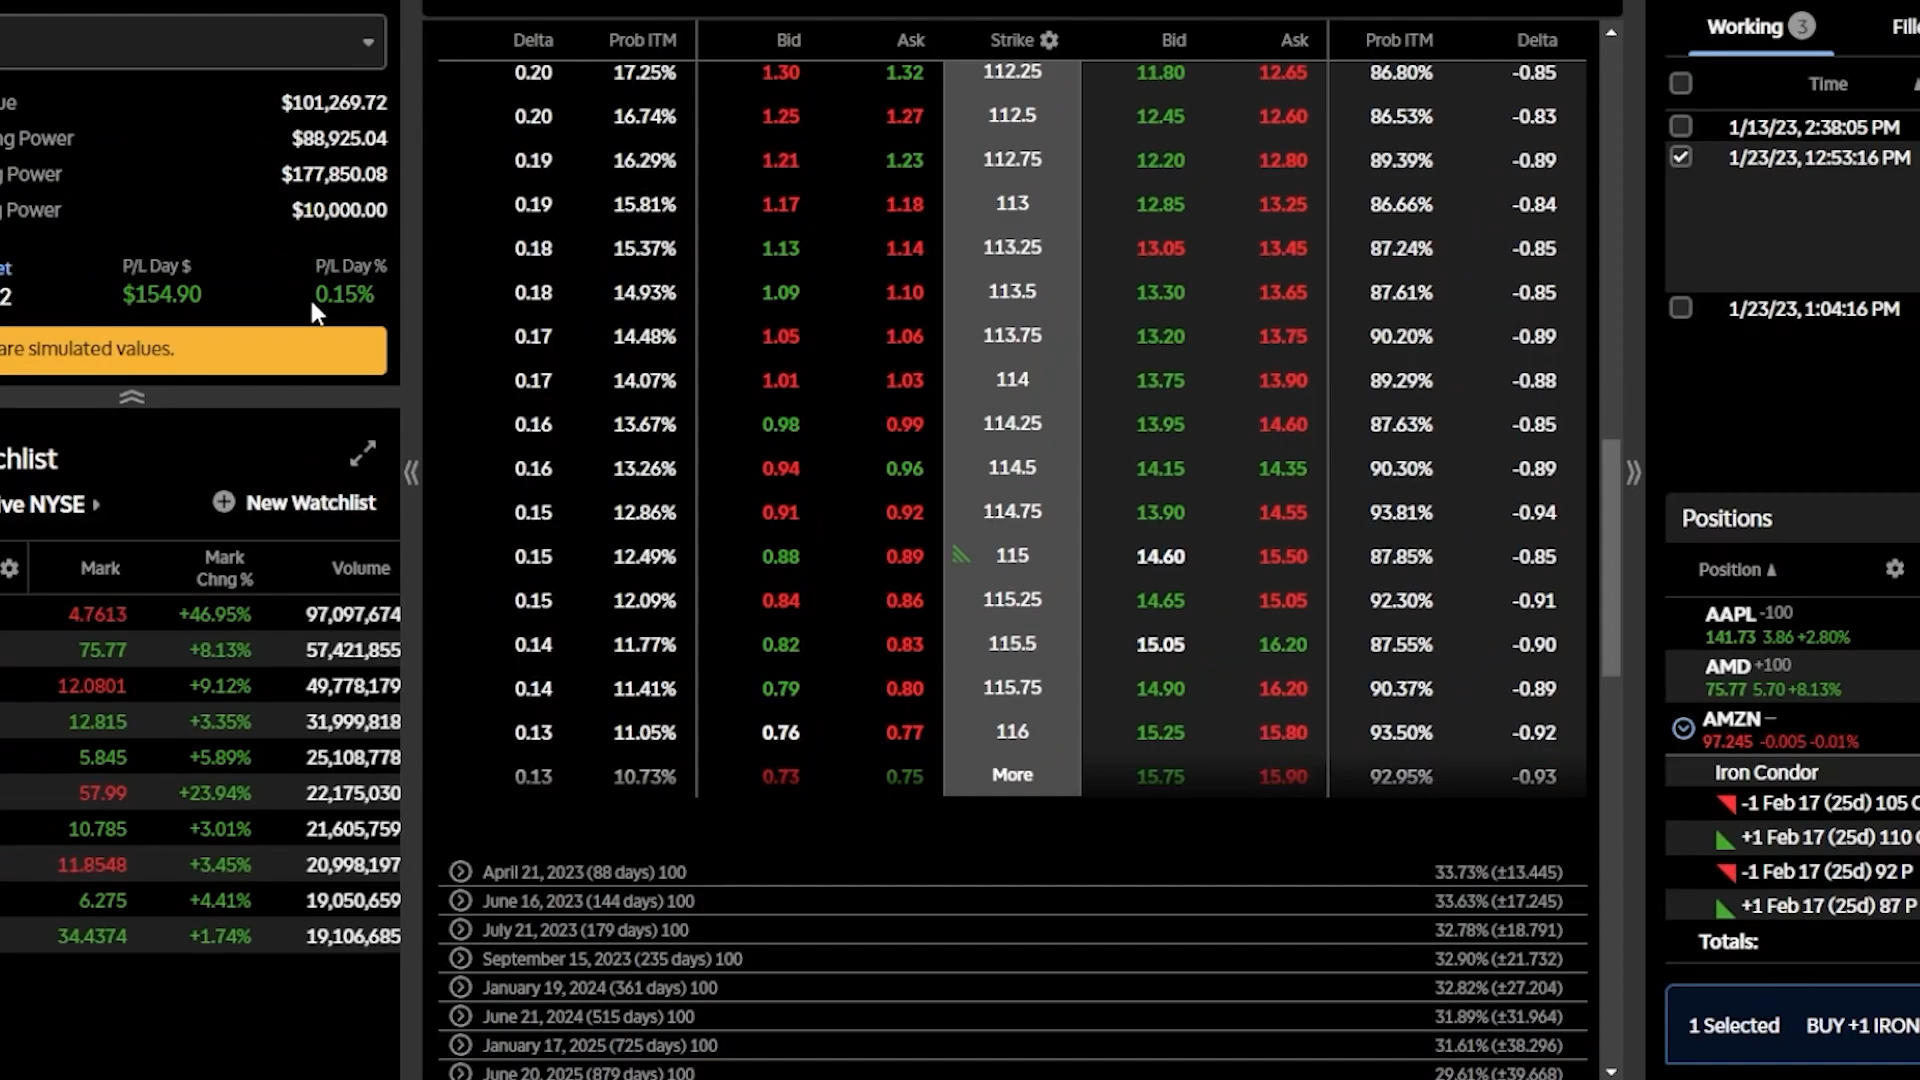 ue $101,269.72
ng Power $88,925.04
g Power $177,850.08
g Power $10,000.00
et P/L Day $ P/L Day %
2 $154.90 0.15%
are simulated values.
chlist
ive NYSE New Watchlist
Mark Mark Chng % Volume
4.7613 +46.95% 97,097,674
75.77 +8.13% 57,421,855
12.0801 +9.12% 49,778,179
12.815 +3.35% 31,999,818
5.845 +5.89% 25,108,778
57.99 +23.94% 22,175,030
10.785 +3.01% 21,605,759
11.8548 +3.45% 20,998,197
6.275 +4.41% 19,050,659
34.4374 +1.74% 19,106,685
Delta Prob ITM Bid Ask Strike Bid Ask Prob ITM Delta
0.20 17.25% 1.30 1.32 112.25 11.80 12.65 86.80% -0.85
0.20 16.74% 1.25 1.27 112.5 12.45 12.60 86.53% -0.83
0.19 16.29% 1.21 1.23 112.75 12.20 12.80 89.39% -0.89
0.19 15.81% 1.17 1.18 113 12.85 13.25 86.66% -0.84
0.18 15.37% 1.13 1.14 113.25 13.05 13.45 87.24% -0.85
0.18 14.93% 1.09 1.10 113.5 13.30 13.65 87.61% -0.85
0.17 14.48% 1.05 1.06 113.75 13.20 13.75 90.20% -0.89
0.17 14.07% 1.01 1.03 114 13.75 13.90 89.29% -0.88
0.16 13.67% 0.98 0.99 114.25 13.95 14.60 87.63% -0.85
0.16 13.26% 0.94 0.96 114.5 14.15 14.35 90.30% -0.89
0.15 12.86% 0.91 0.92 114.75 13.90 14.55 93.81% -0.94
0.15 12.49% 0.88 0.89 115 14.60 15.50 87.85% -0.85
0.15 12.09% 0.84 0.86 115.25 14.65 15.05 92.30% -0.91
0.14 11.77% 0.82 0.83 115.5 15.05 16.20 87.55% -0.90
0.14 11.41% 0.79 0.80 115.75 14.90 16.20 90.37% -0.89
0.13 11.05% 0.76 0.77 116 15.25 15.80 93.50% -0.92
0.13 10.73% 0.73 0.75 More 15.75 15.90 92.95% -0.93
April 21, 2023 (88 days) 100 33.73% (±13.445)
June 16, 2023 (144 days) 100 33.63% (±17.245)
July 21, 2023 (179 days) 100 32.78% (±18.791)
September 15, 2023 (235 days) 100 32.90% (±21.732)
January 19, 2024 (361 days) 100 32.82% (±27.204)
June 21, 2024 (515 days) 100 31.89% (±31.964)
January 17, 2025 (725 days) 100 31.61% (±38.296)
June 20, 2025 (879 days) 100 29.61% (±39.668)
Working 3 Fille
Time
1/13/23, 2:38:05 PM
1/23/23, 12:53:16 PM
1/23/23, 1:04:16 PM
Positions
Position
AAPL -100
141.73 3.86 +2.80%
AMD +100
75.77 5.70 +8.13%
AMZN –
97.245 -0.005 -0.01%
Iron Condor
-1 Feb 17 (25d) 105 C
+1 Feb 17 (25d) 110 C
-1 Feb 17 (25d) 92 P
+1 Feb 17 (25d) 87 P
Totals:
1 Selected BUY +1 IRON